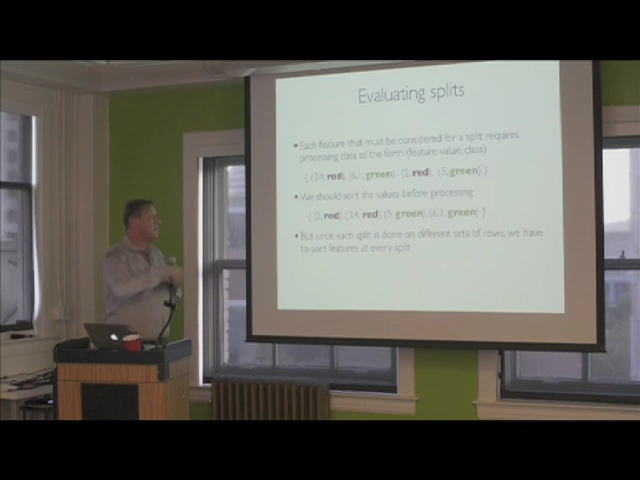 Evaluating splits
• Each feature that must be considered for a split requires
processing data of the form (feature value, class)
{ (3.4, red), (6.1, green), (2, red), (5, green) }
• We should sort the values before processing
{ (2, red), (3.4, red), (5, green), (6.1, green) }
• But since each split is done on different sets of rows, we have
to sort features at every split